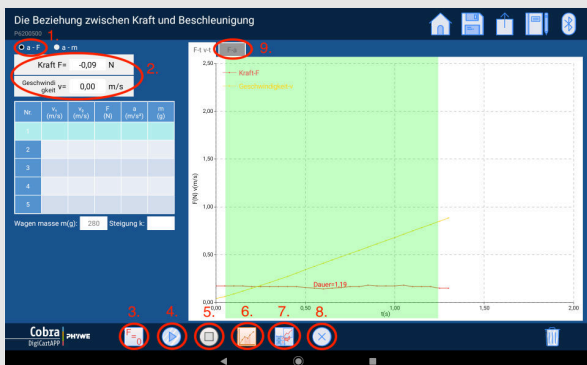 Die Beziehung zwischen Kraft und Beschleunigung
P6200500
1.
a - F a - m
Kraft F= -0,09 N
2.
Geschwindi
gkeit v= 0,00 m/s
Nr. v₁ (m/s) v₂ (m/s) F (N) a (m/s²) m (g)
1
2
3
4
5
Wagen masse m(g): 280 Steigung k:
9.
F-t v-t F-a
2,50
Kraft-F
Geschwindigkeit-v
2,00
1,50
F(N) v(m/s)
1,00
0,50
Dauer=1,19
0,00 0,00 0,50 1,00 1,50 2,00
t(s)
3. 4. 5. 6. 7. 8.
F=0
Cobra PHYWE
DigiCartAPP